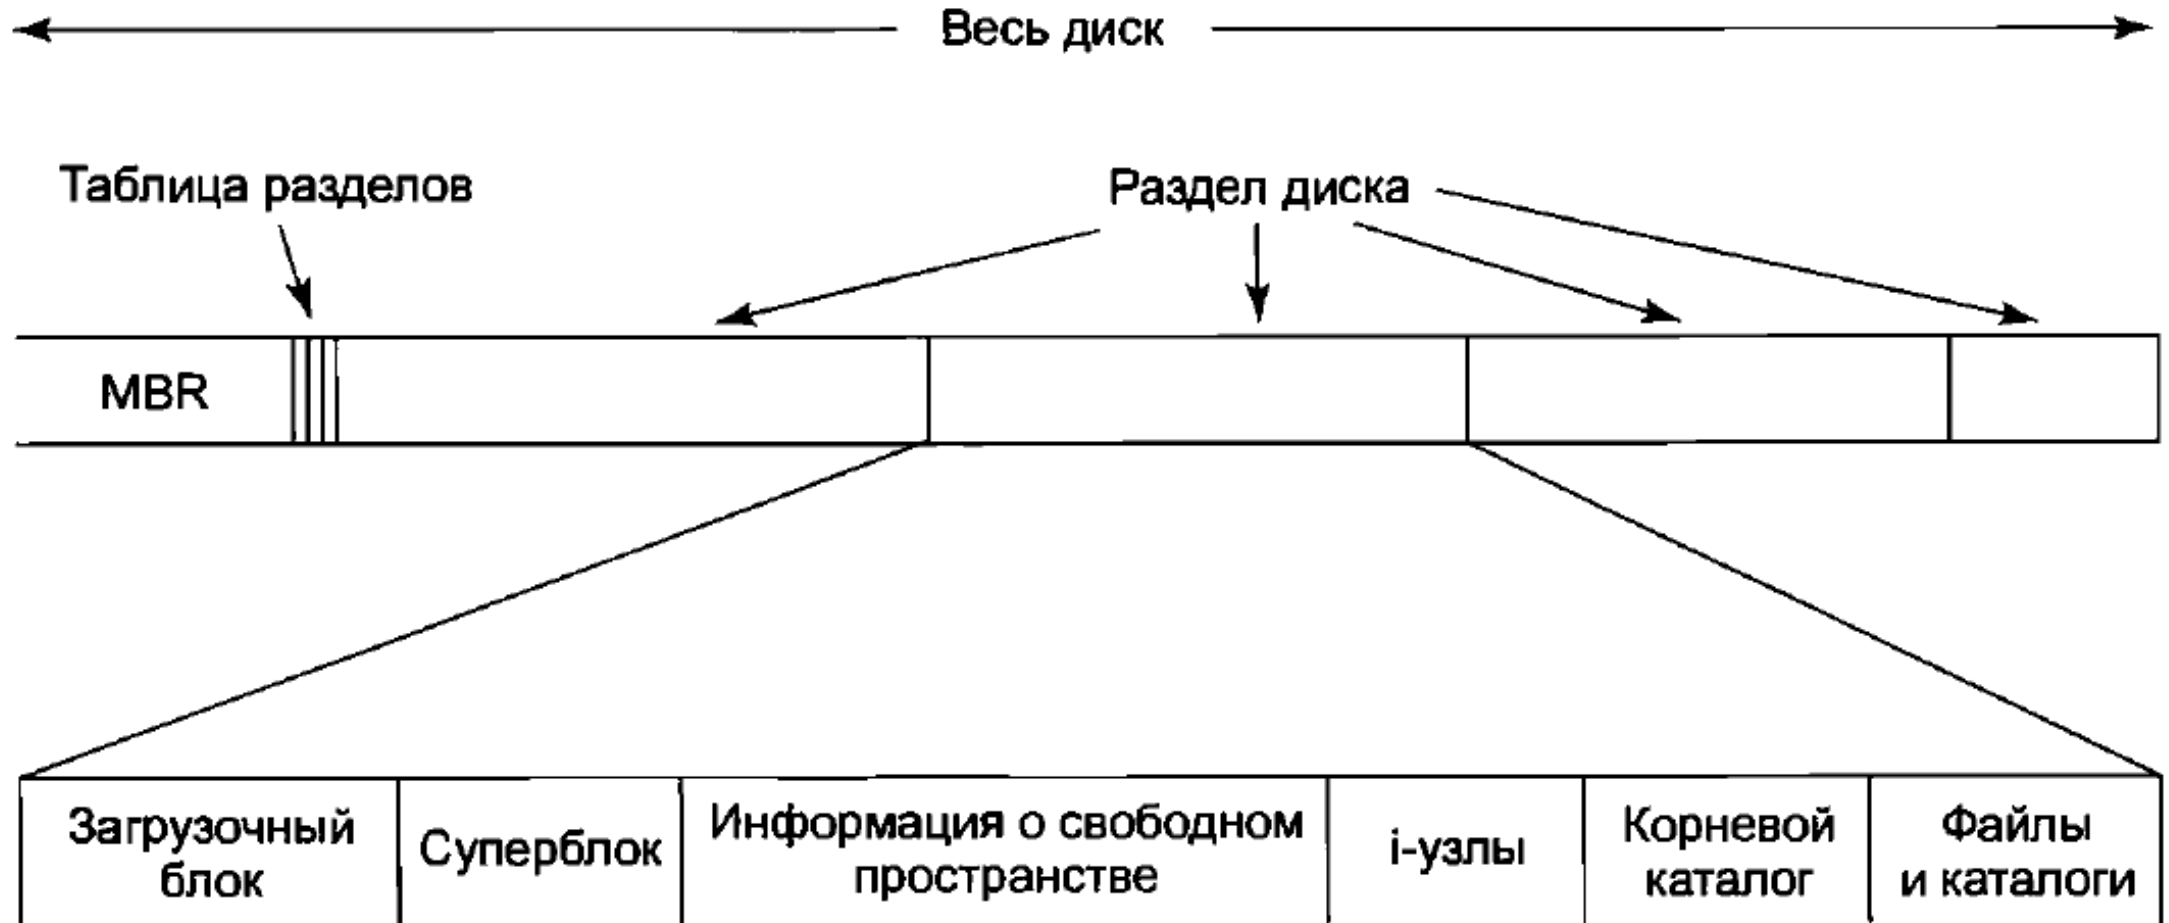 Весь диск
Таблица разделов
Раздел диска
MBR
Загрузочный
блок
Суперблок
Информация о свободном
пространстве
i-узлы
Корневой
каталог
Файлы
и каталоги